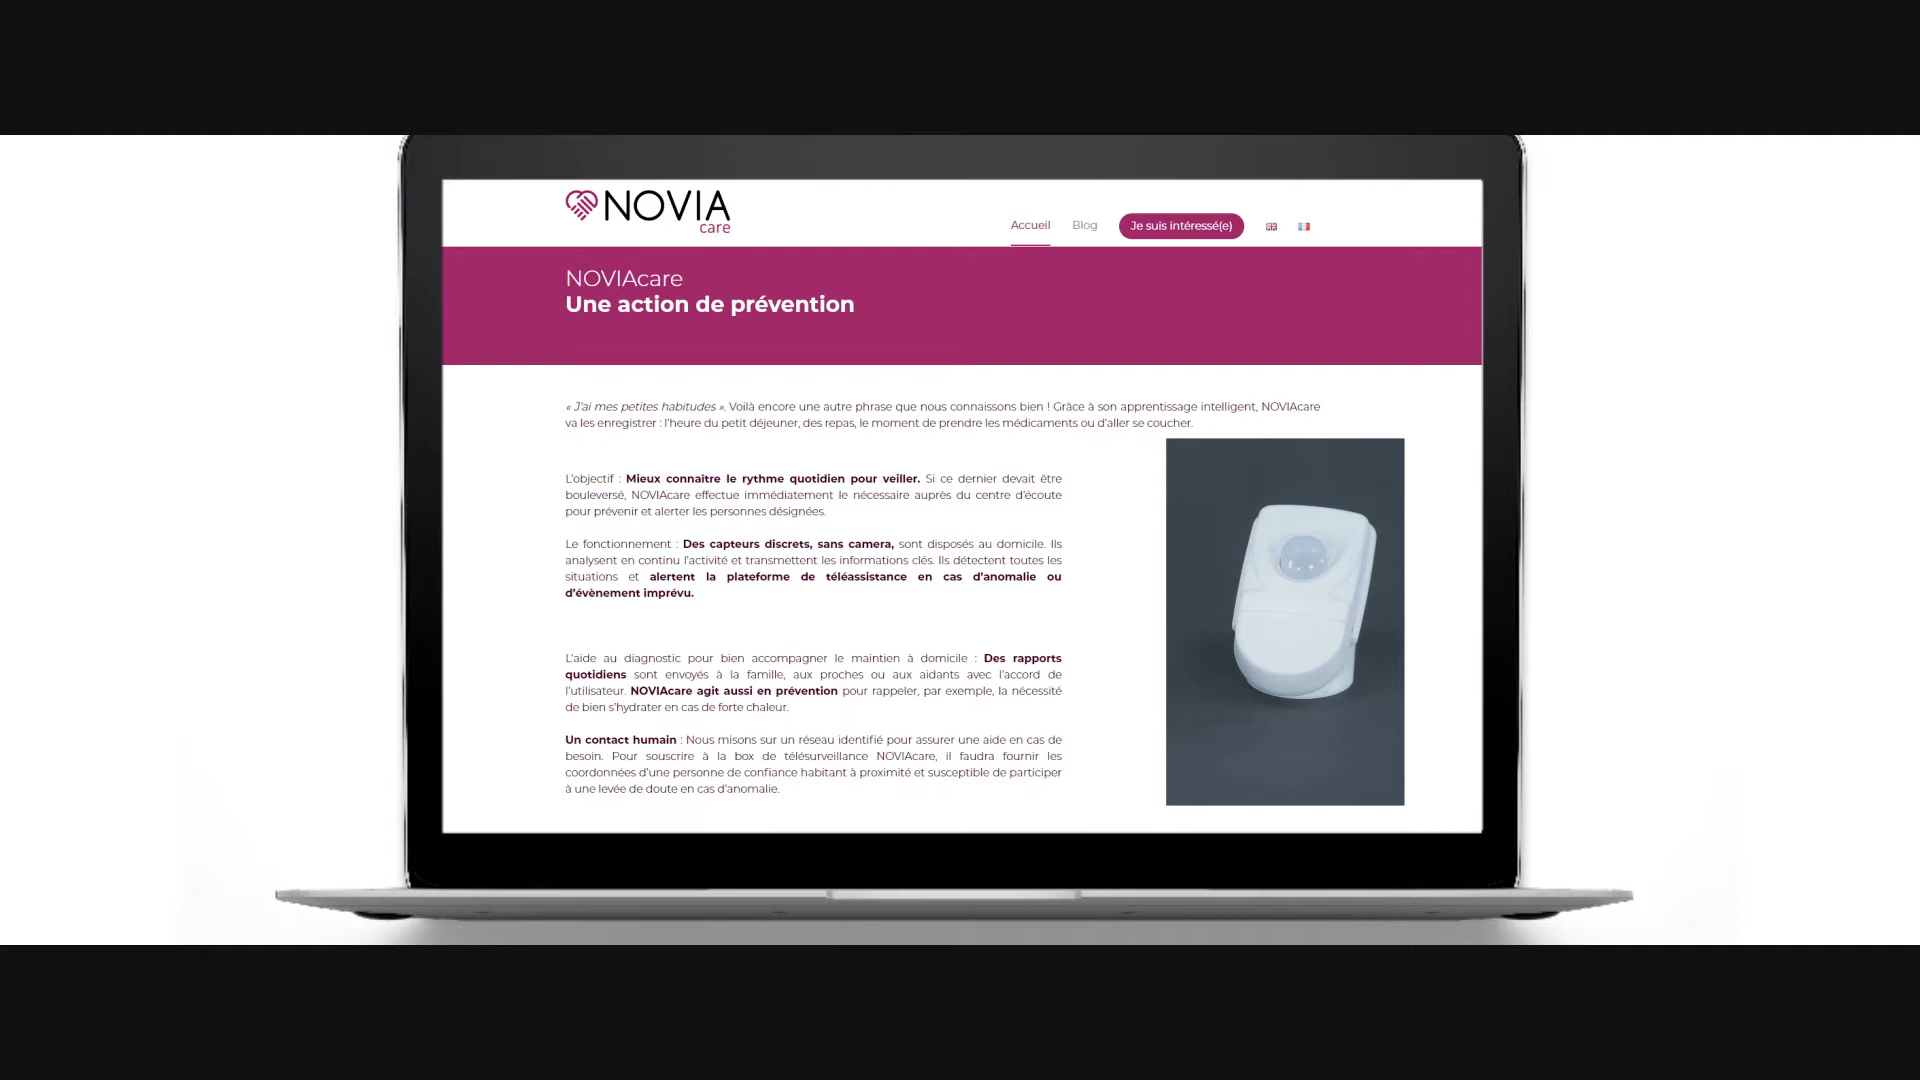 NOVIA
care
Accueil Blog Je suis intéressé(e)
NOVIAcare
Une action de prévention
« J'ai mes petites habitudes ». Voilà encore une autre phrase que nous connaissons bien ! Grâce à son apprentissage intelligent, NOVIAcare
va les enregistrer : l'heure du petit déjeuner, des repas, le moment de prendre les médicaments ou d'aller se coucher.
L'objectif : Mieux connaître le rythme quotidien pour veiller. Si ce dernier devait être
bouleversé, NOVIAcare effectue immédiatement le nécessaire auprès du centre d'écoute
pour prévenir et alerter les personnes désignées.
Le fonctionnement : Des capteurs discrets, sans camera, sont disposés au domicile. Ils
analysent en continu l'activité et transmettent les informations clés. Ils détectent toutes les
situations et alertent la plateforme de téléassistance en cas d'anomalie ou
d'évènement imprévu.
L'aide au diagnostic pour bien accompagner le maintien à domicile : Des rapports
quotidiens sont envoyés à la famille, aux proches ou aux aidants avec l'accord de
l'utilisateur. NOVIAcare agit aussi en prévention pour rappeler, par exemple, la nécessité
de bien s'hydrater en cas de forte chaleur.
Un contact humain : Nous misons sur un réseau identifié pour assurer une aide en cas de
besoin. Pour souscrire à la box de télésurveillance NOVIAcare, il faudra fournir les
coordonnées d'une personne de confiance habitant à proximité et susceptible de participer
à une levée de doute en cas d'anomalie.